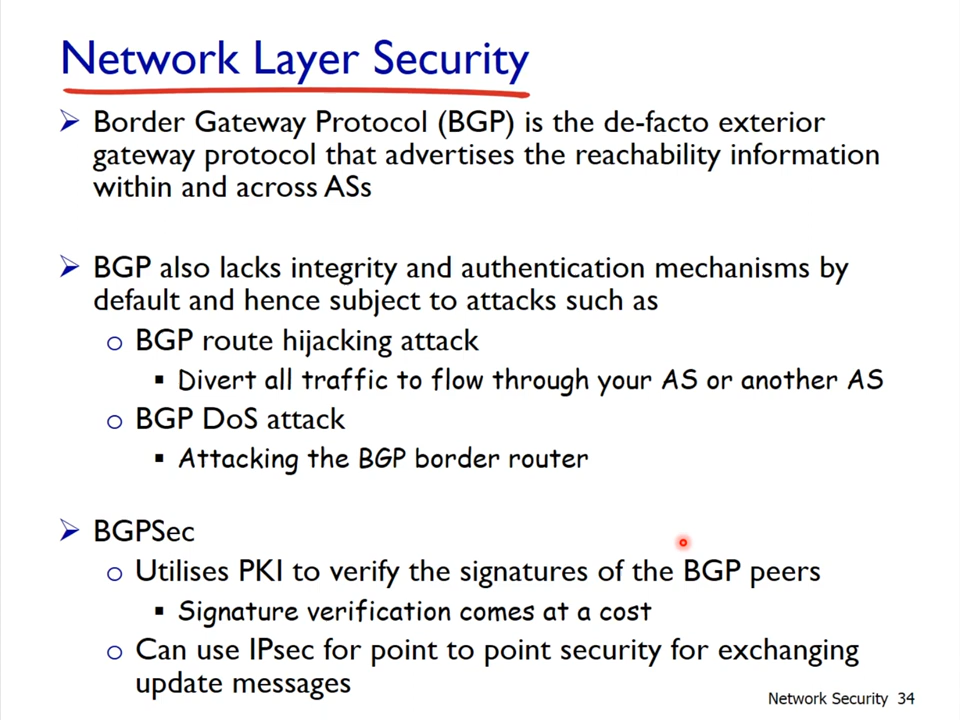 Network Layer Security
Border Gateway Protocol (BGP) is the de-facto exterior
gateway protocol that advertises the reachability information
within and across ASs
BGP also lacks integrity and authentication mechanisms by
default and hence subject to attacks such as
BGP route hijacking attack
Divert all traffic to flow through your AS or another AS
BGP DoS attack
Attacking the BGP border router
BGPSec
Utilises PKI to verify the signatures of the BGP peers
Signature verification comes at a cost
Can use IPsec for point to point security for exchanging
update messages
Network Security 34